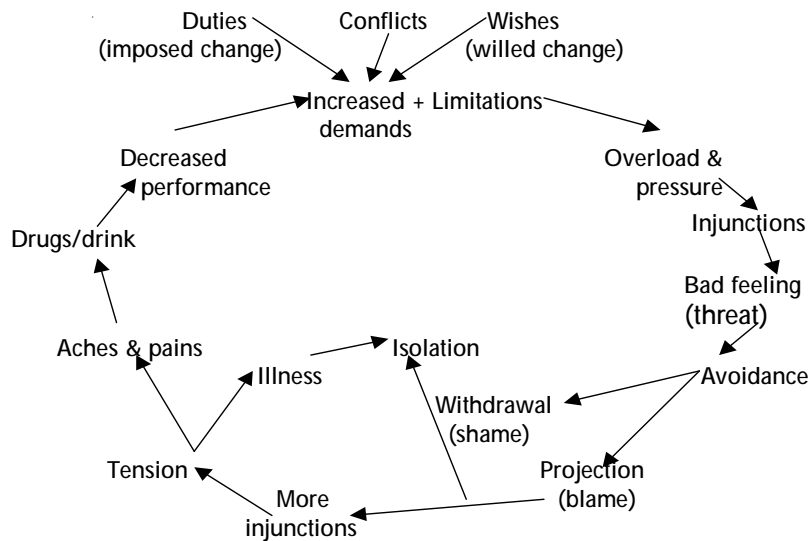 Duties
(imposed change)
Conflicts
Wishes
(willed change)
Increased + Limitations
demands
Decreased
performance
Overload &
pressure
Injunctions
Drugs/drink
Bad feeling
(threat)
Aches & pains
Illness
Isolation
Avoidance
Withdrawal
(shame)
Tension
Projection
(blame)
More
injunctions